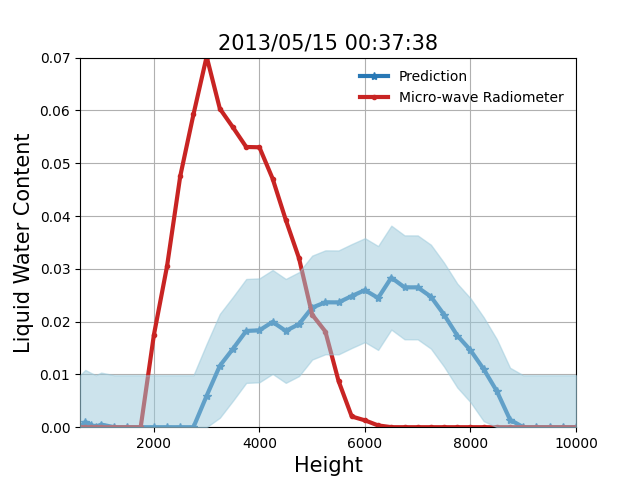 2013/05/15 00:37:38
Prediction
Micro-wave Radiometer
Liquid Water Content
0.07
0.06
0.05
0.04
0.03
0.02
0.01
0.00
2000 4000 6000 8000 10000
Height